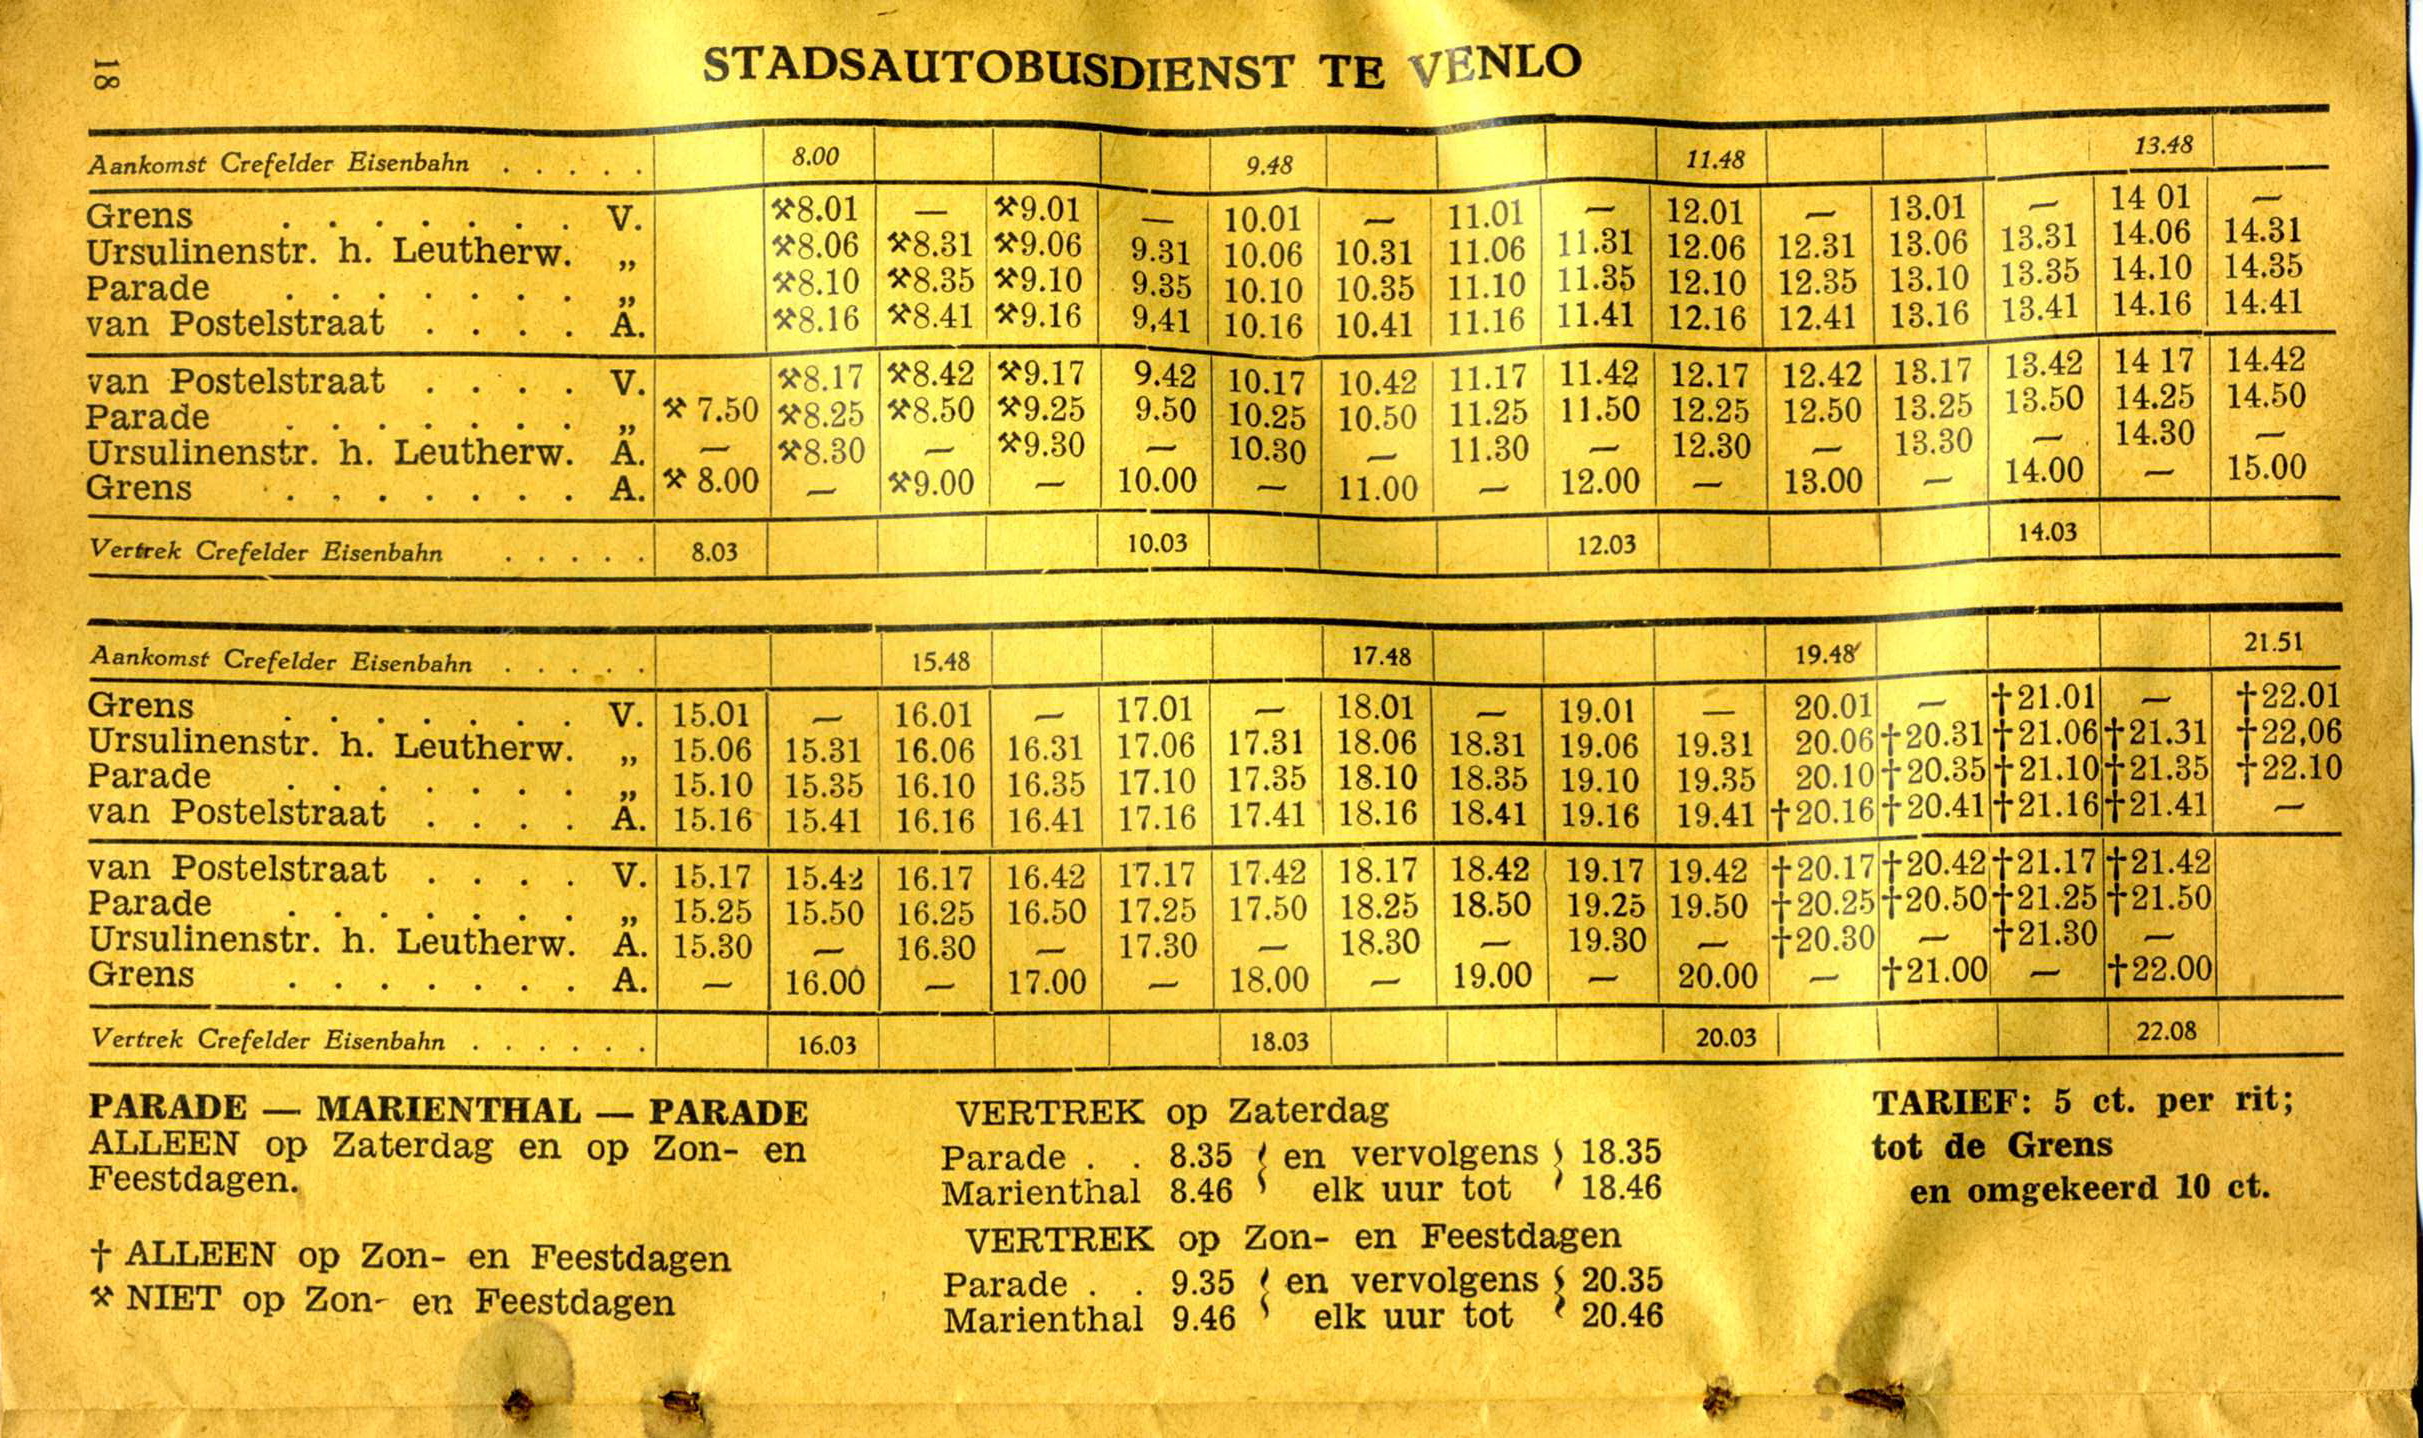 18
STADSAUTOBUSDIENST TE VENLO
Aankomst Crefelder Eisenbahn . . . . . 8.00 9.48 11.48 13.48
Grens . . . . . . . V. ⚒8.01 — ⚒9.01 — 10.01 — 11.01 — 12.01 — 13.01 — 14 01 —
Ursulinenstr. h. Leutherw. „ ⚒8.06 ⚒8.31 ⚒9.06 9.31 10.06 10.31 11.06 11.31 12.06 12.31 13.06 13.31 14.06 14.31
Parade . . . . . . . „ ⚒8.10 ⚒8.35 ⚒9.10 9.35 10.10 10.35 11.10 11.35 12.10 12.35 13.10 13.35 14.10 14.35
van Postelstraat . . . . A. ⚒8.16 ⚒8.41 ⚒9.16 9,41 10.16 10.41 11.16 11.41 12.16 12.41 13.16 13.41 14.16 14.41
van Postelstraat . . . . V. ⚒8.17 ⚒8.42 ⚒9.17 9.42 10.17 10.42 11.17 11.42 12.17 12.42 13.17 13.42 14 17 14.42
Parade . . . . . . . „ ⚒ 7.50 ⚒8.25 ⚒8.50 ⚒9.25 9.50 10.25 10.50 11.25 11.50 12.25 12.50 13.25 13.50 14.25 14.50
Ursulinenstr. h. Leutherw. A. — ⚒8.30 — ⚒9.30 — 10.30 — 11.30 — 12.30 — 13.30 — 14.30 —
Grens . . . . . . . A. ⚒ 8.00 — ⚒9.00 — 10.00 — 11.00 — 12.00 — 13.00 — 14.00 — 15.00
Vertrek Crefelder Eisenbahn . . . . . 8.03 10.03 12.03 14.03
Aankomst Crefelder Eisenbahn . . . . . 15.48 17.48 19.48 21.51
Grens . . . . . . . V. 15.01 — 16.01 — 17.01 — 18.01 — 19.01 — 20.01 — †21.01 — †22.01
Ursulinenstr. h. Leutherw. „ 15.06 15.31 16.06 16.31 17.06 17.31 18.06 18.31 19.06 19.31 20.06 †20.31 †21.06 †21.31 †22,06
Parade . . . . . . . „ 15.10 15.35 16.10 16.35 17.10 17.35 18.10 18.35 19.10 19.35 20.10 †20.35 †21.10 †21.35 †22.10
van Postelstraat . . . . A. 15.16 15.41 16.16 16.41 17.16 17.41 18.16 18.41 19.16 19.41 †20.16 †20.41 †21.16 †21.41 —
van Postelstraat . . . . V. 15.17 15.42 16.17 16.42 17.17 17.42 18.17 18.42 19.17 19.42 †20.17 †20.42 †21.17 †21.42
Parade . . . . . . . „ 15.25 15.50 16.25 16.50 17.25 17.50 18.25 18.50 19.25 19.50 †20.25 †20.50 †21.25 †21.50
Ursulinenstr. h. Leutherw. A. 15.30 — 16.30 — 17.30 — 18.30 — 19.30 — †20.30 — †21.30 —
Grens . . . . . . . A. — 16.00 — 17.00 — 18.00 — 19.00 — 20.00 — †21.00 — †22.00
Vertrek Crefelder Eisenbahn . . . . . . 16.03 18.03 20.03 22.08
PARADE — MARIENTHAL — PARADE
ALLEEN op Zaterdag en op Zon- en
Feestdagen.
† ALLEEN op Zon- en Feestdagen
⚒ NIET op Zon- en Feestdagen
VERTREK op Zaterdag
Parade . . 8.35 { en vervolgens } 18.35
Marienthal 8.46 elk uur tot 18.46
VERTREK op Zon- en Feestdagen
Parade . . 9.35 { en vervolgens } 20.35
Marienthal 9.46 elk uur tot 20.46
TARIEF: 5 ct. per rit;
tot de Grens
en omgekeerd 10 ct.